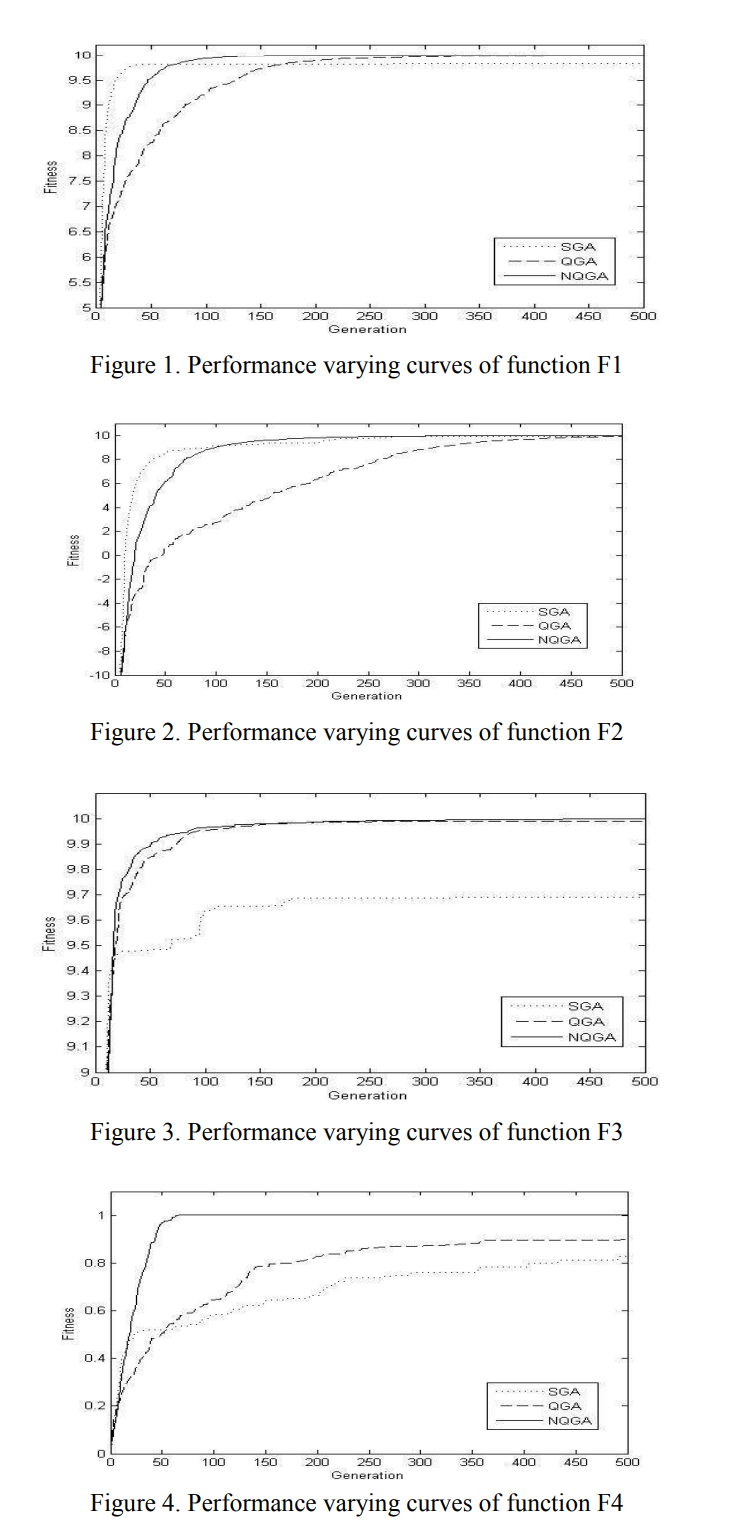 10
9.5
9
8.5
8
7.5
7
6.5
6
5.5
5
Fitness
SGA
QGA
NQGA
0 50 100 150 200 250 300 350 400 450 500
Generation
Figure 1. Performance varying curves of function F1
10
8
6
4
2
0
-2
-4
-6
-8
-10
Fitness
SGA
QGA
NQGA
0 50 100 150 200 250 300 350 400 450 500
Generation
Figure 2. Performance varying curves of function F2
10
9.9
9.8
9.7
9.6
9.5
9.4
9.3
9.2
9.1
9
Fitness
SGA
QGA
NQGA
0 50 100 150 200 250 300 350 400 450 500
Generation
Figure 3. Performance varying curves of function F3
1
0.8
0.6
0.4
0.2
0
Fitness
SGA
QGA
NQGA
0 50 100 150 200 250 300 350 400 450 500
Generation
Figure 4. Performance varying curves of function F4